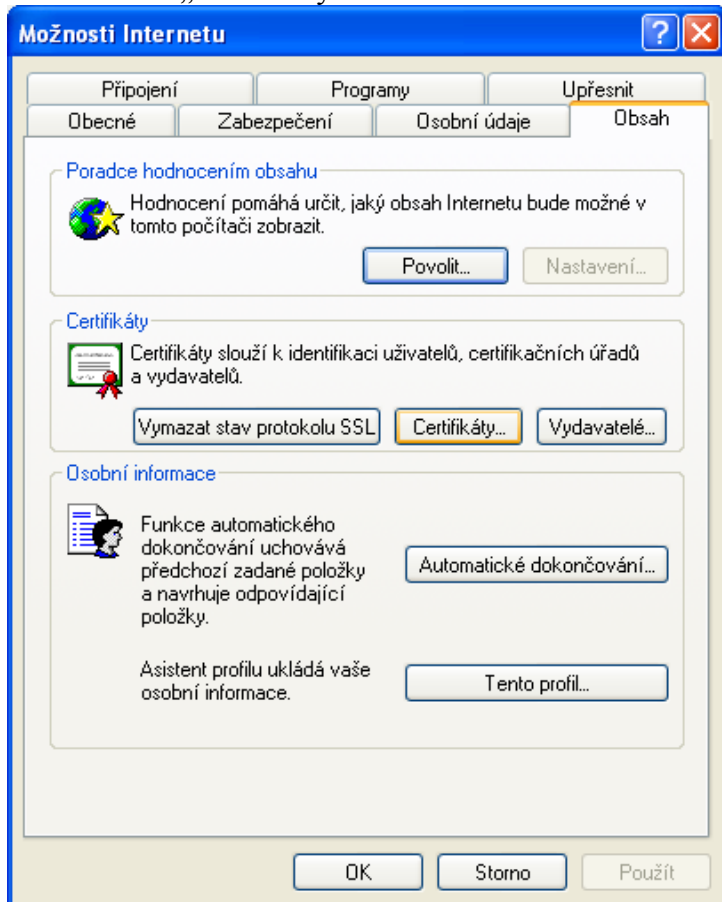 Možnosti Internetu
Připojení Programy Upřesnit
Obecné Zabezpečení Osobní údaje Obsah
Poradce hodnocením obsahu
Hodnocení pomáhá určit, jaký obsah Internetu bude možné v
tomto počítači zobrazit.
Povolit... Nastavení...
Certifikáty
Certifikáty slouží k identifikaci uživatelů, certifikačních úřadů
a vydavatelů.
Vymazat stav protokolu SSL Certifikáty... Vydavatelé...
Osobní informace
Funkce automatického
dokončování uchovává
předchozí zadané položky
a navrhuje odpovídající
položky.
Automatické dokončování...
Asistent profilu ukládá vaše
osobní informace.
Tento profil...
OK Storno Použít